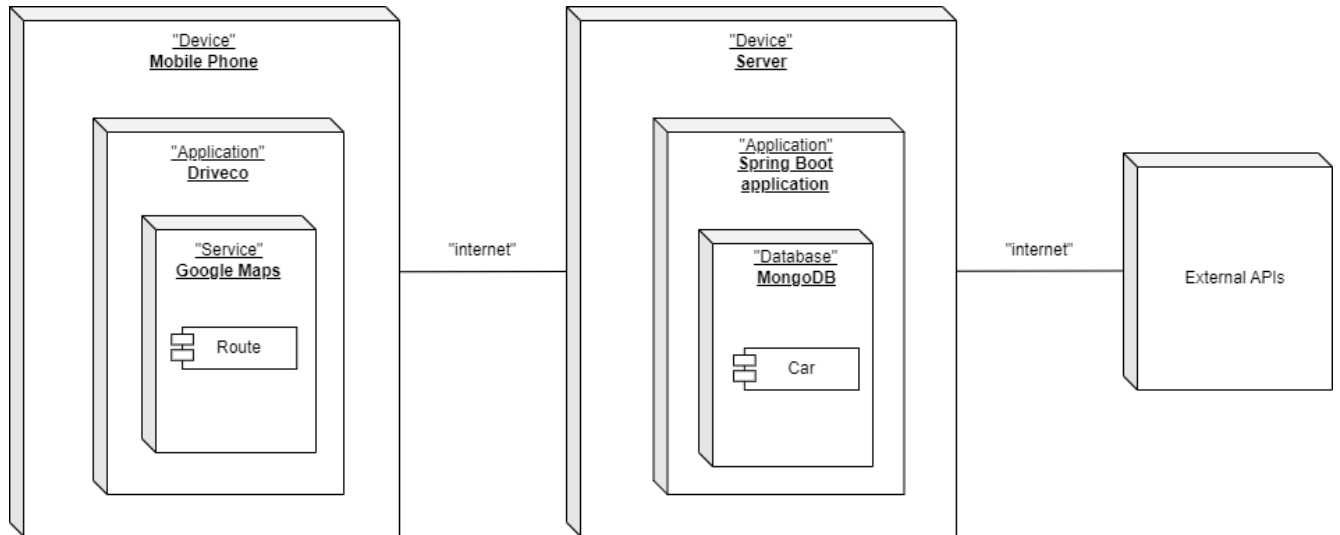 "Device"
Mobile Phone
"Application"
Driveco
"Service"
Google Maps
Route
"internet"
"Device"
Server
"Application"
Spring Boot
application
"Database"
MongoDB
Car
"internet"
External APIs